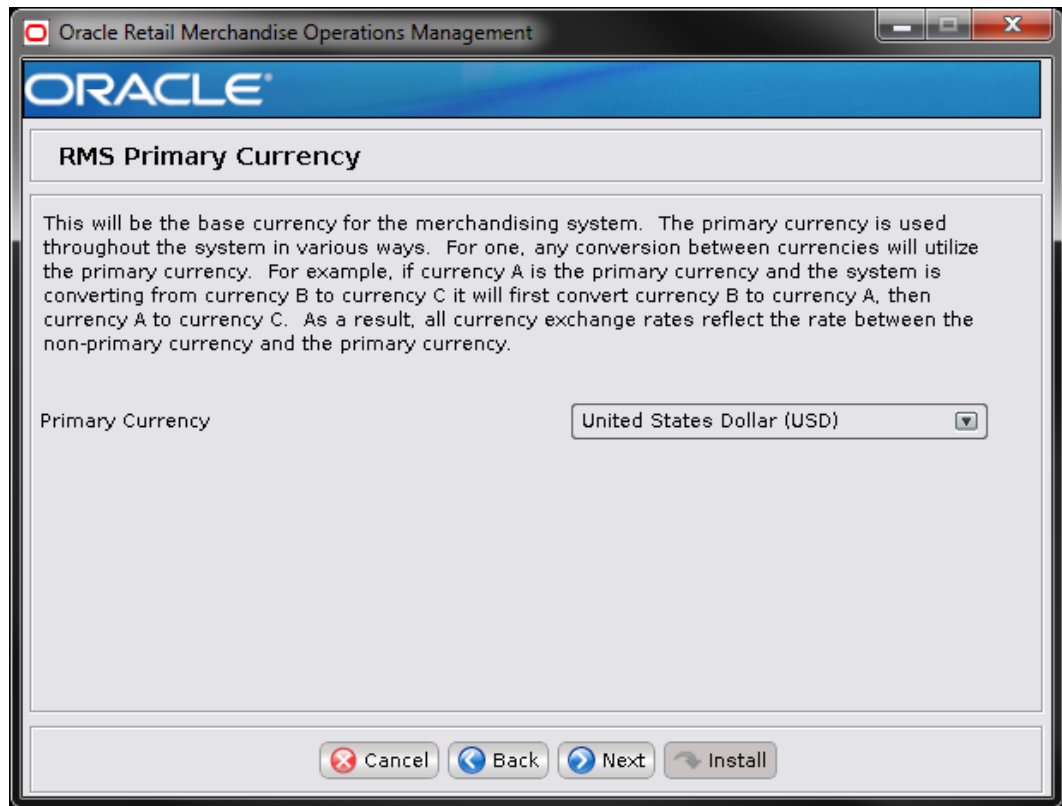 Oracle Retail Merchandise Operations Management
ORACLE
RMS Primary Currency
This will be the base currency for the merchandising system. The primary currency is used
throughout the system in various ways. For one, any conversion between currencies will utilize
the primary currency. For example, if currency A is the primary currency and the system is
converting from currency B to currency C it will first convert currency B to currency A, then
currency A to currency C. As a result, all currency exchange rates reflect the rate between the
non-primary currency and the primary currency.
Primary Currency United States Dollar (USD)
Cancel Back Next Install